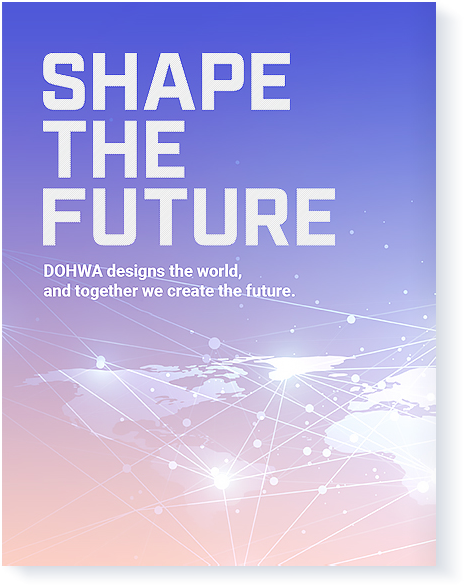 SHAPE
THE
FUTURE
DOHWA designs the world,
and together we create the future.